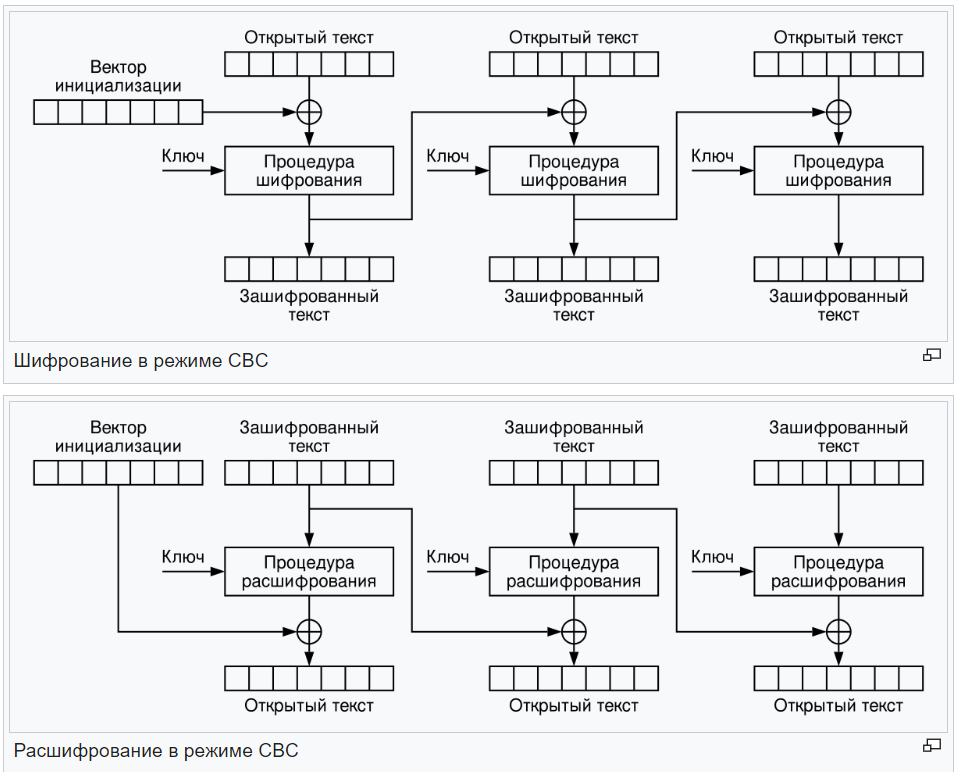 Открытый текст
Открытый текст
Открытый текст
Вектор
инициализации
Ключ
Процедура
шифрования
Ключ
Процедура
шифрования
Ключ
Процедура
шифрования
Зашифрованный
текст
Зашифрованный
текст
Зашифрованный
текст
Шифрование в режиме CBC
Вектор
инициализации
Зашифрованный
текст
Зашифрованный
текст
Зашифрованный
текст
Ключ
Процедура
расшифрования
Ключ
Процедура
расшифрования
Ключ
Процедура
расшифрования
Открытый текст
Открытый текст
Открытый текст
Расшифрование в режиме CBC